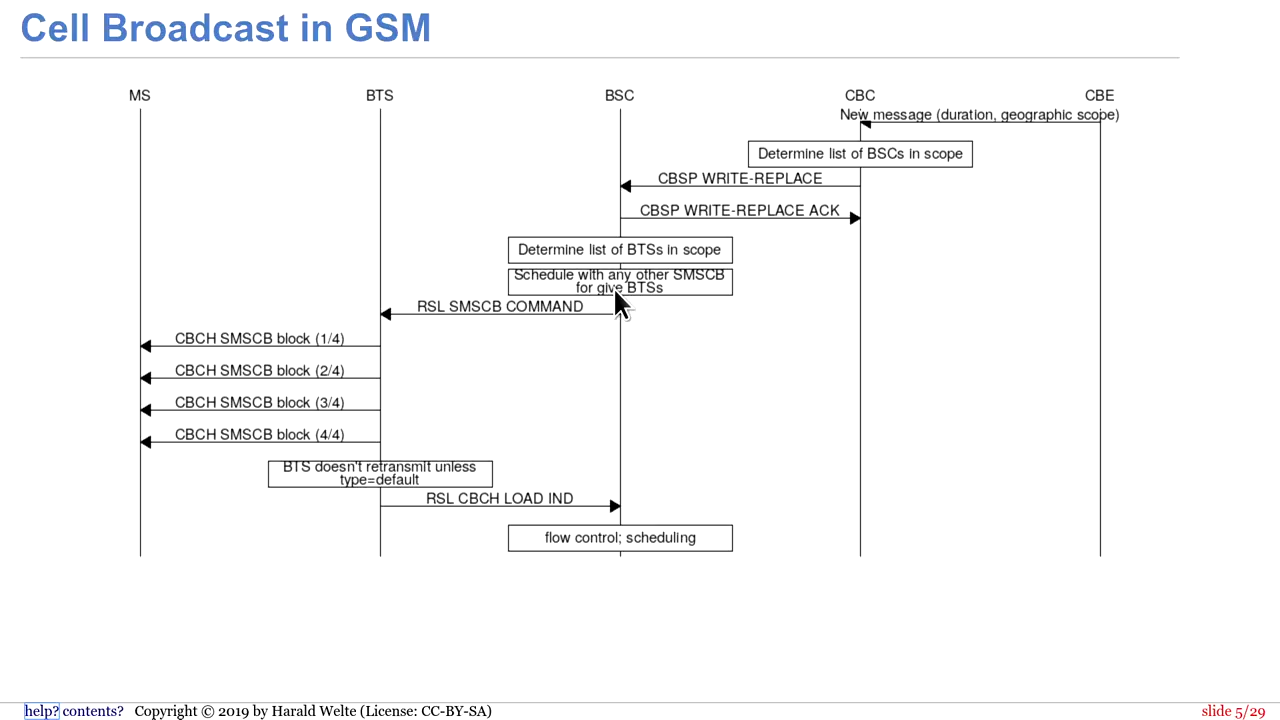 Cell Broadcast in GSM
MS BTS BSC CBC CBE
New message (duration, geographic scope)
Determine list of BSCs in scope
CBSP WRITE-REPLACE
CBSP WRITE-REPLACE ACK
Determine list of BTSs in scope
Schedule with any other SMSCB
for give BTSs
RSL SMSCB COMMAND
CBCH SMSCB block (1/4)
CBCH SMSCB block (2/4)
CBCH SMSCB block (3/4)
CBCH SMSCB block (4/4)
BTS doesn't retransmit unless
type=default
RSL CBCH LOAD IND
flow control; scheduling
help? contents? Copyright © 2019 by Harald Welte (License: CC-BY-SA) slide 5/29